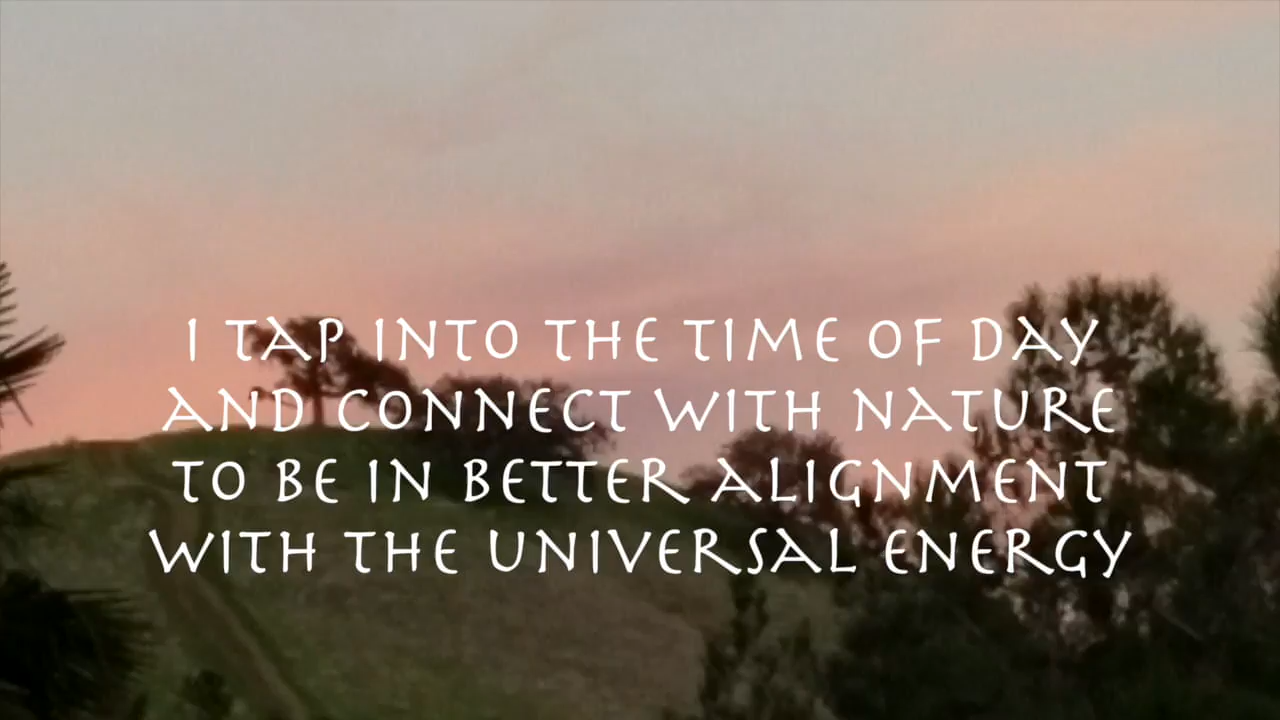 I TAP INTO THE TIME OF DAY
AND CONNECT WITH NATURE
TO BE IN BETTER ALIGNMENT
WITH THE UNIVERSAL ENERGY